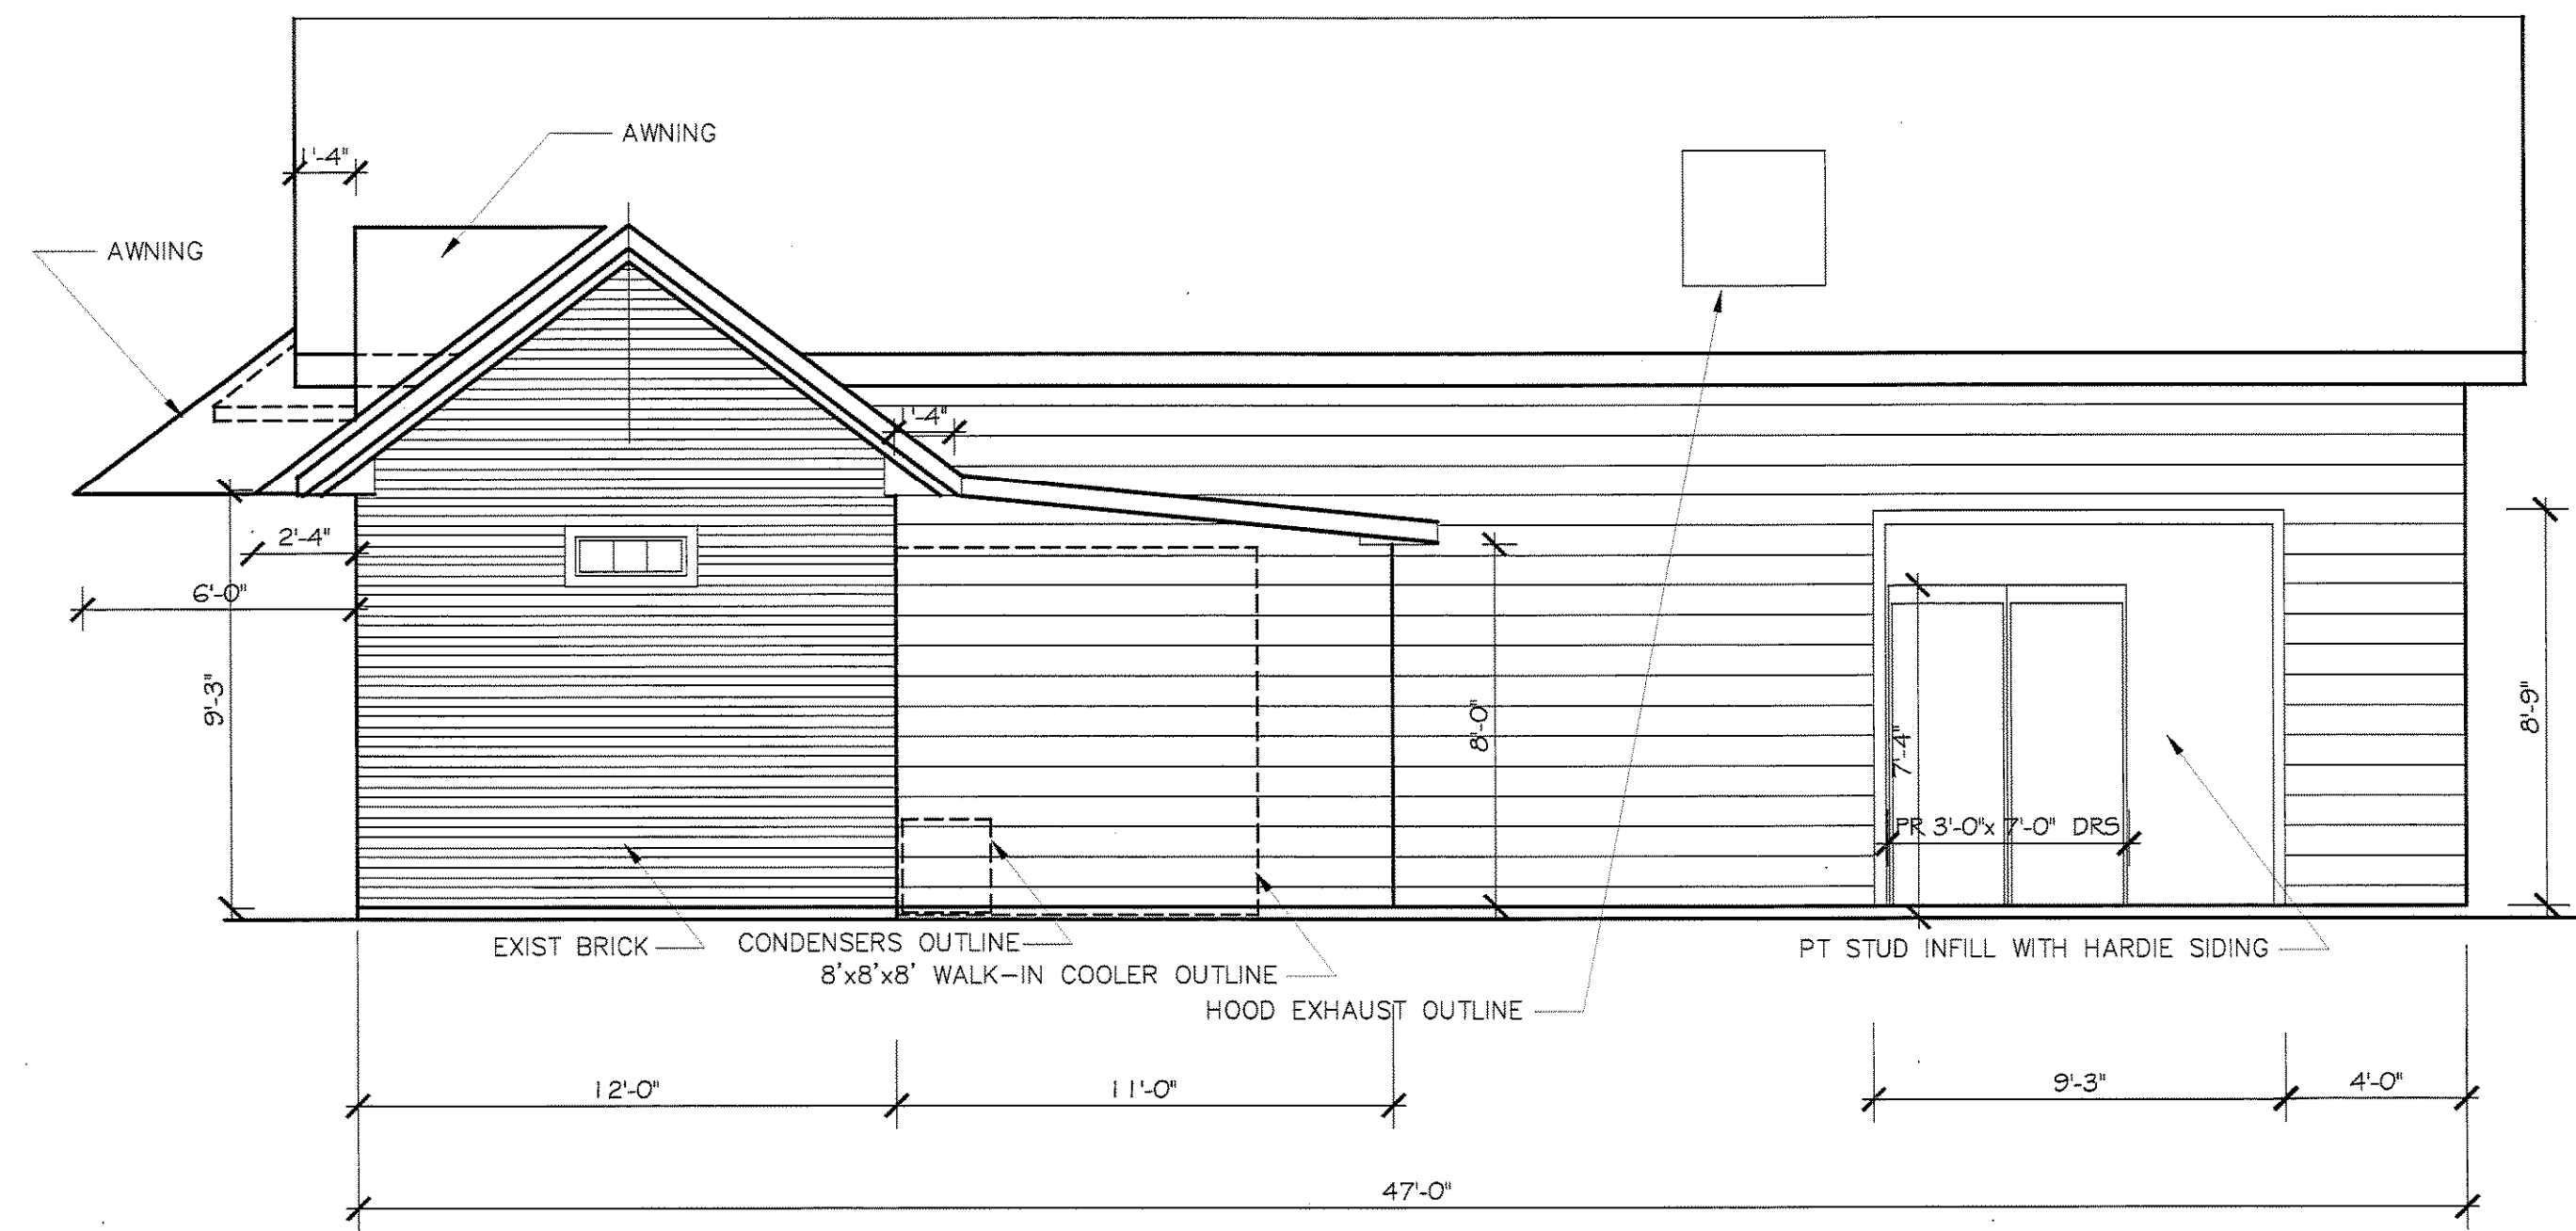 AWNING
1'-4"
AWNING
1'-4"
2'-4"
6'-0"
9'-3"
8'-0"
7'-4"
8'-9"
PR 3'-0"x 7'-0" DRS
EXIST BRICK
CONDENSERS OUTLINE
PT STUD INFILL WITH HARDIE SIDING
8'x8'x8' WALK-IN COOLER OUTLINE
HOOD EXHAUST OUTLINE
12'-0"
11'-0"
9'-3"
4'-0"
47'-0"